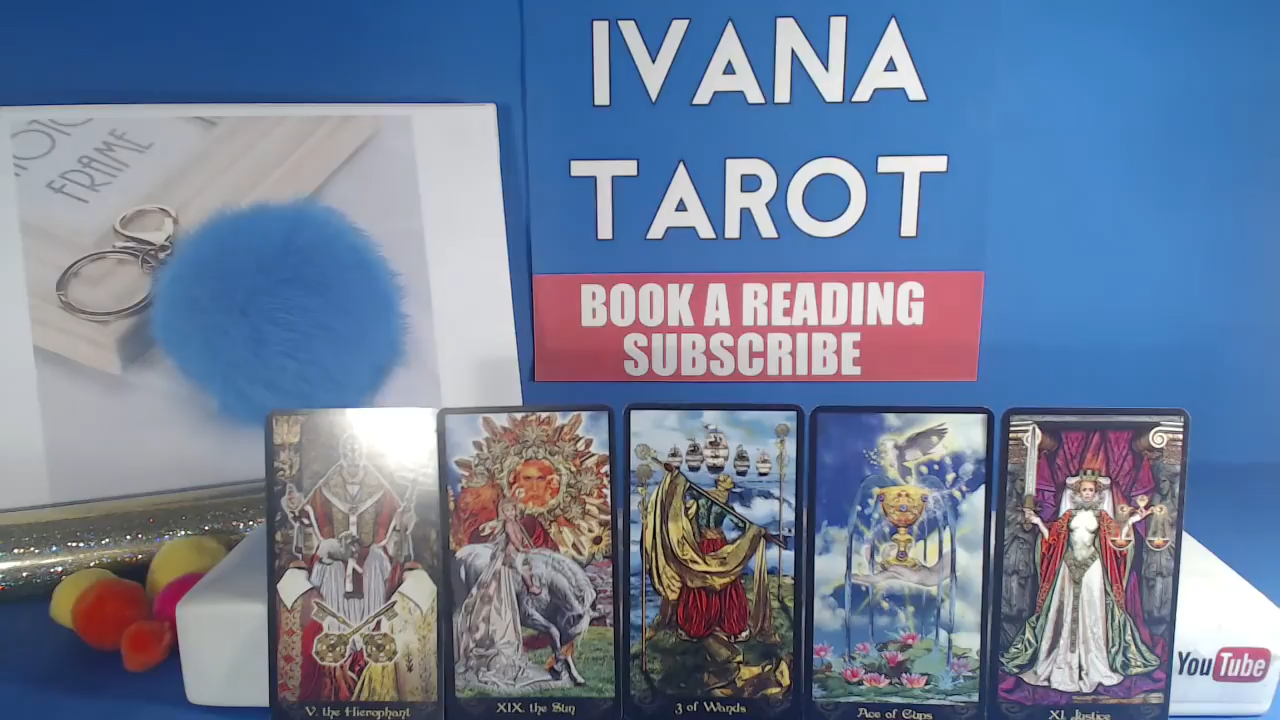 IVANA
TAROT
BOOK A READING
SUBSCRIBE
FRAME
V. the Hierophant
XIX. the Sun
3 of Wands
Ace of Cups
XI. Justice
YouTube